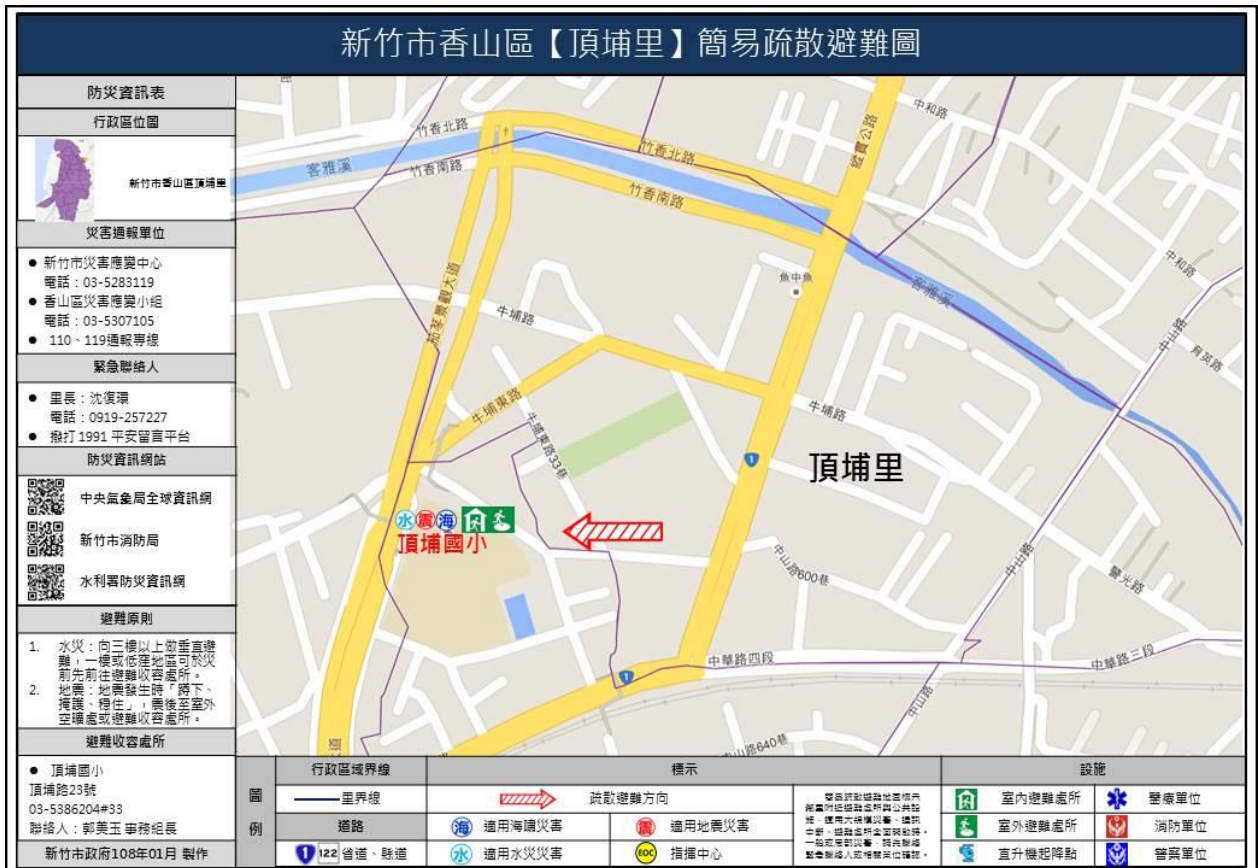 新竹市香山區【頂埔里】簡易疏散避難圖
防災資訊表
行政區位圖
新竹市香山區頂埔里
災害通報單位
● 新竹市災害應變中心
電話：03-5283119
● 香山區災害應變小組
電話：03-5307105
● 110、119通報專線
緊急聯絡人
● 里長：沈復環
電話：0919-257227
● 撥打 1991 平安留言平台
防災資訊網站
中央氣象局全球資訊網
新竹市消防局
水利署防災資訊網
避難原則
1. 水災：向三樓以上做垂直避
難，一樓或低窪地區可於災
前先前往避難收容處所。
2. 地震：地震發生時「蹲下、
掩護、穩住」，震後至室外
空曠處或避難收容處所。
避難收容處所
● 頂埔國小
頂埔路23號
03-5386204#33
聯絡人：郭美玉 事務組長
新竹市政府108年01月 製作
竹香北路
客雅溪
竹香南路
竹香北路
竹香南路
縱貫公路
中和路
中和路
客雅溪
魚中魚
茄苳景觀大道
牛埔路
牛埔東路
牛埔東路33巷
牛埔路
中山路
育英路
1
頂埔里
水 震 海
頂埔國小
中山路600巷
中山路
警光路
中華路四段
中華路三段
1
中山路
山路640巷
圖例
行政區域界線
里界線
道路
1 122 省道、縣道
標示
疏散避難方向
海 適用海嘯災害
震 適用地震災害
水 適用水災災害
EOC 指揮中心
設施
室內避難處所
醫療單位
室外避難處所
消防單位
直升機起降點
警察單位